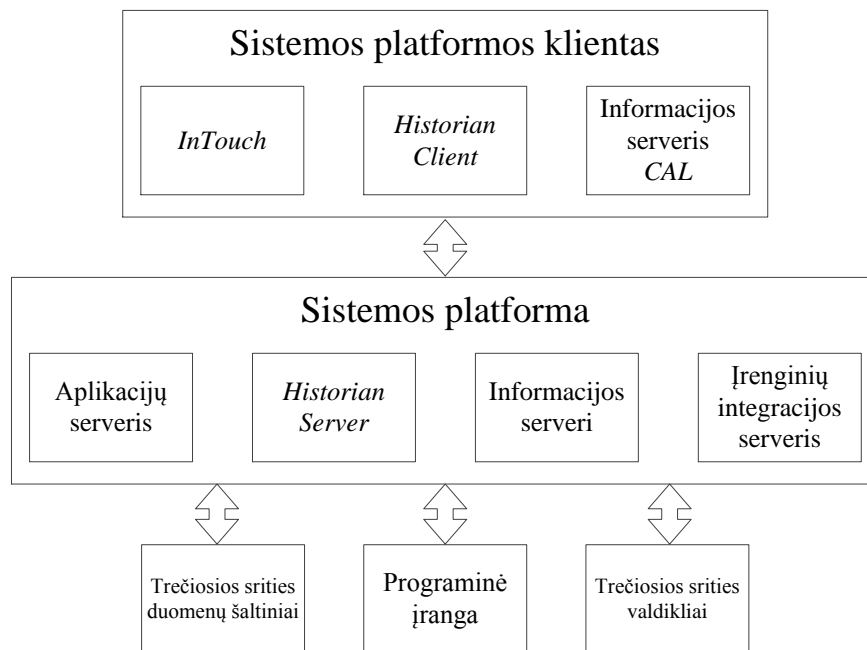 Sistemos platformos klientas
InTouch
Historian
Client
Informacijos
serveris
CAL
Sistemos platforma
Aplikacijų
serveris
Historian
Server
Informacijos
serveri
Įrenginių
integracijos
serveris
Trečiosios srities
duomenų šaltiniai
Programinė
įranga
Trečiosios srities
valdikliai